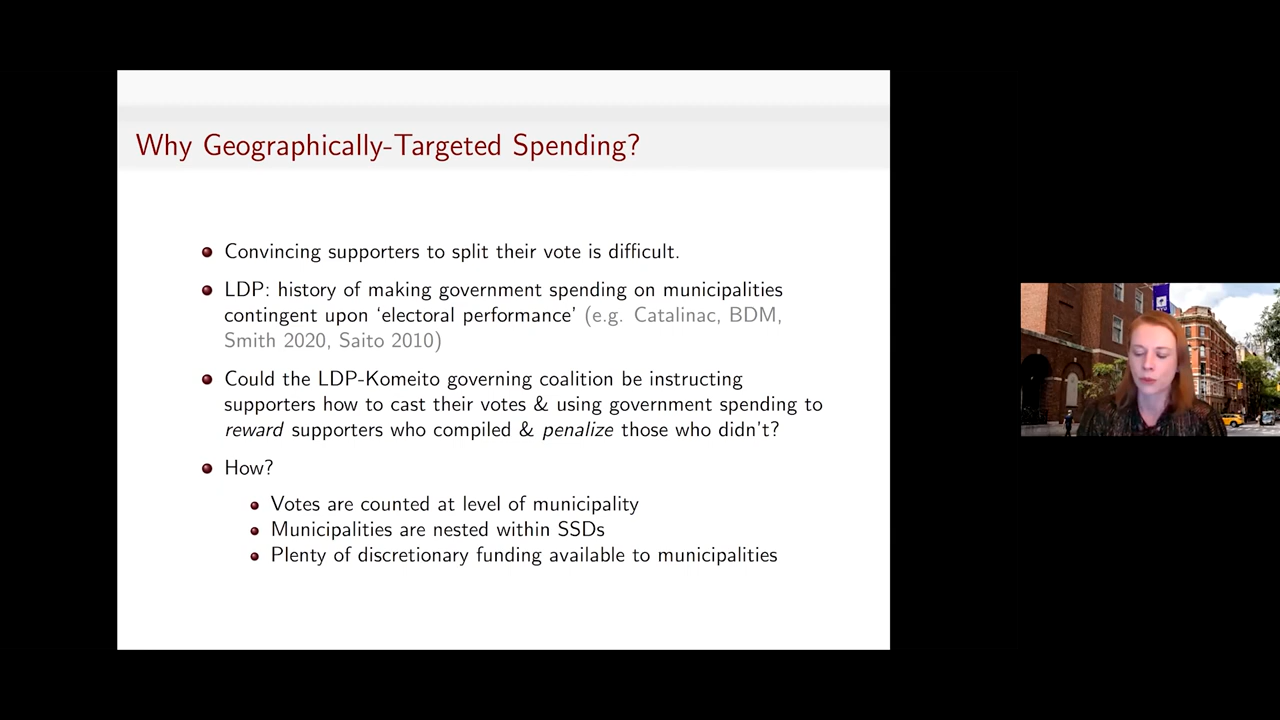 Why Geographically-Targeted Spending?
Convincing supporters to split their vote is difficult.
LDP: history of making government spending on municipalities
contingent upon ‘electoral performance’ (e.g. Catalinac, BDM,
Smith 2020, Saito 2010)
Could the LDP-Komeito governing coalition be instructing
supporters how to cast their votes & using government spending to
reward supporters who compiled & penalize those who didn't?
How?
Votes are counted at level of municipality
Municipalities are nested within SSDs
Plenty of discretionary funding available to municipalities